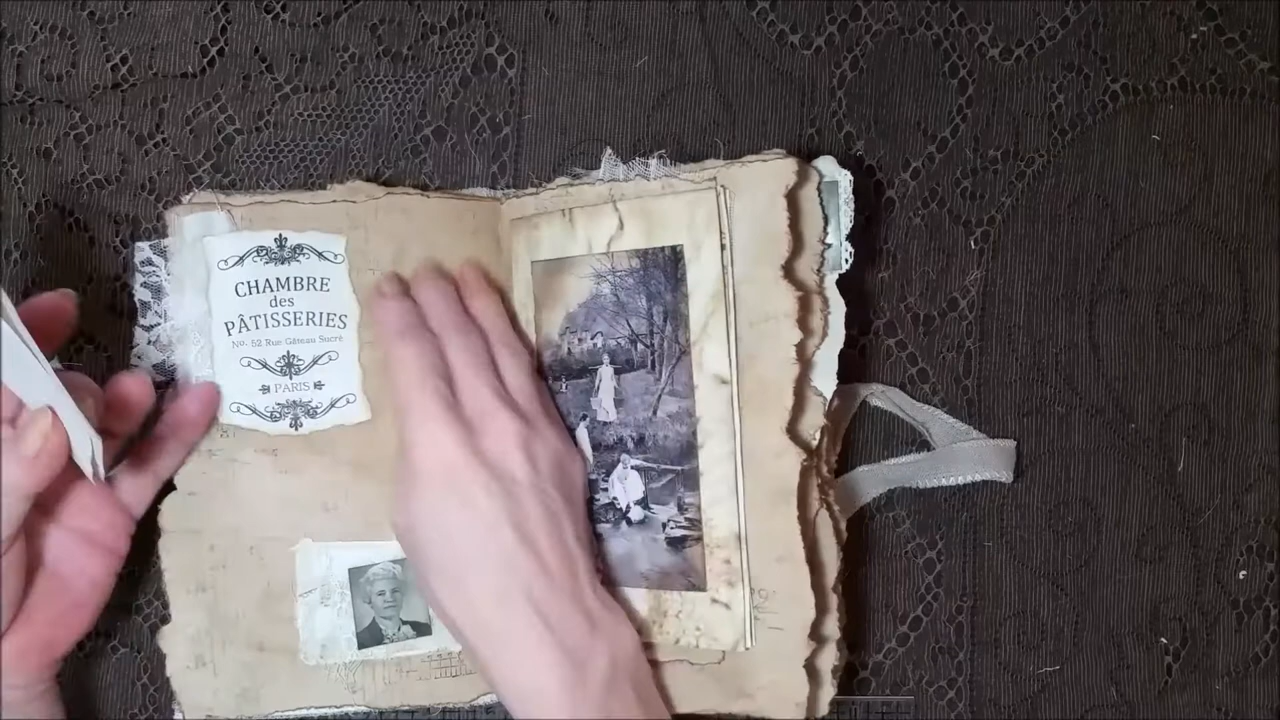 CHAMBRE
des
PÂTISSERIES
No. 52 Rue Gâteau Sucré
PARIS